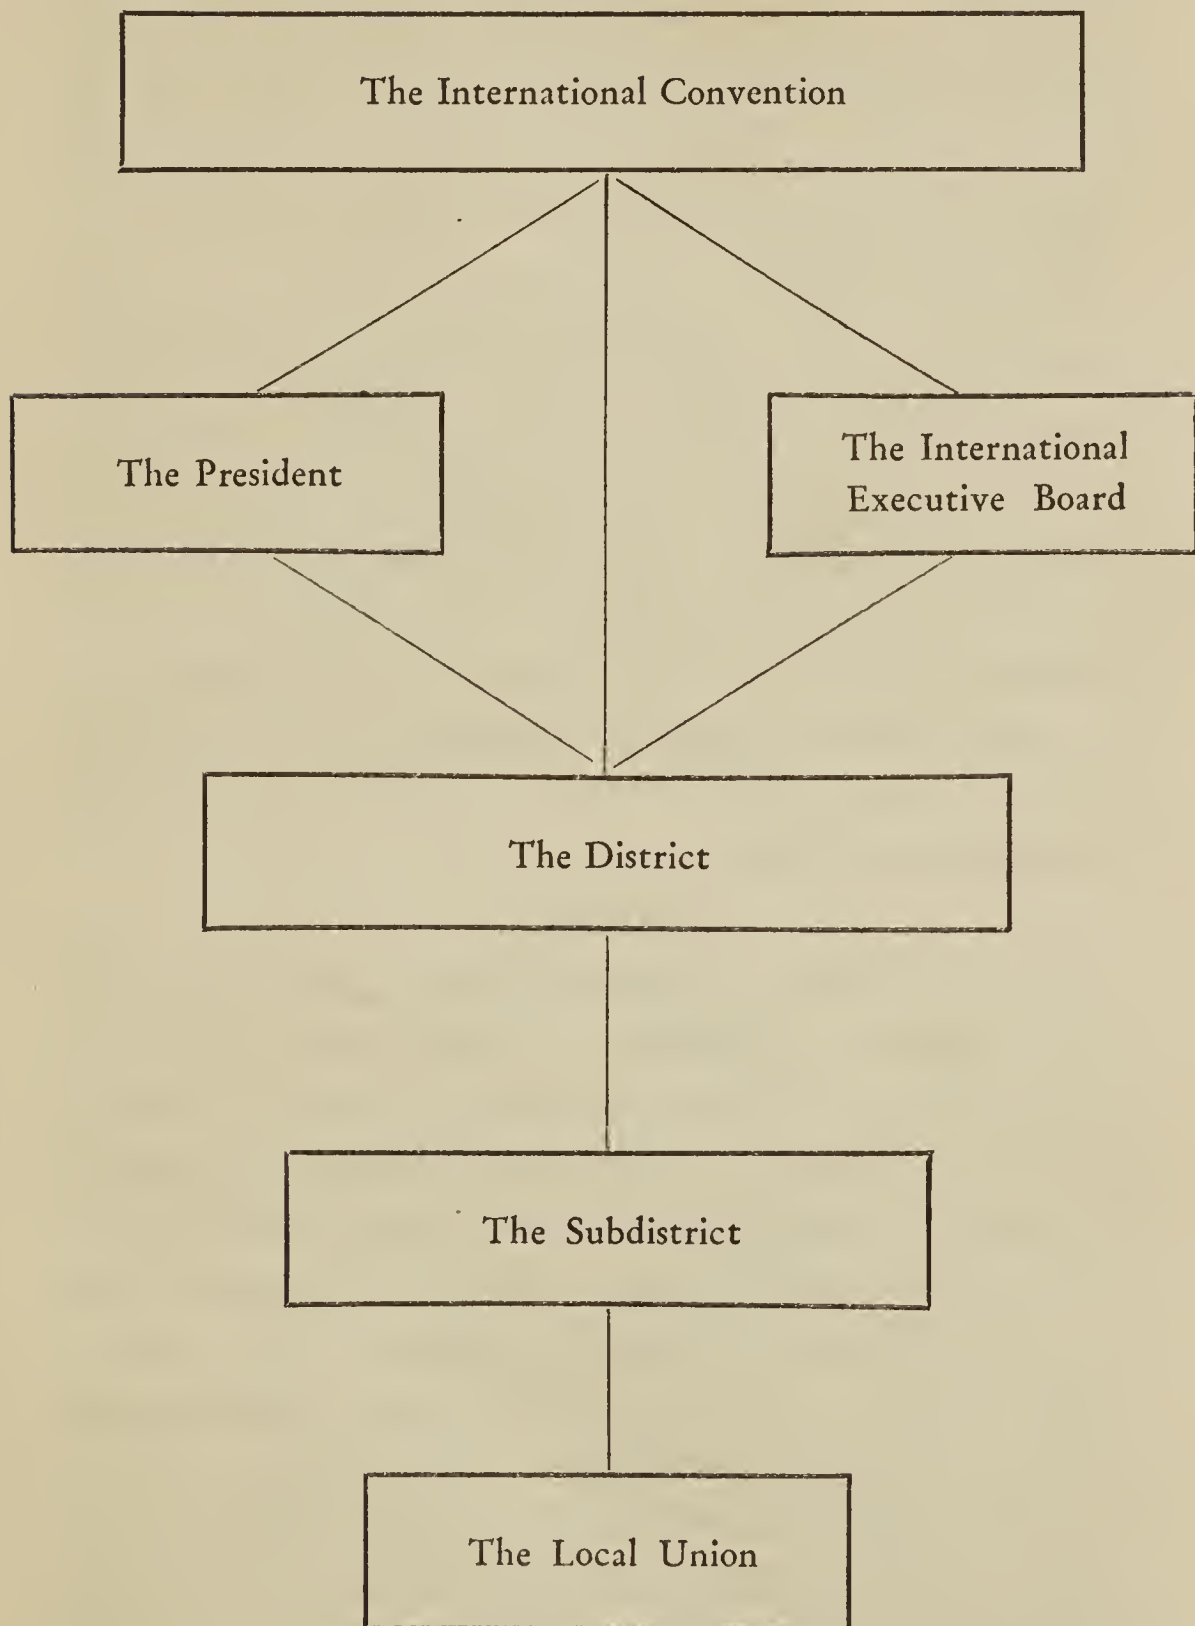 The International Convention
The President
The International
Executive Board
The District
The Subdistrict
The Local Union